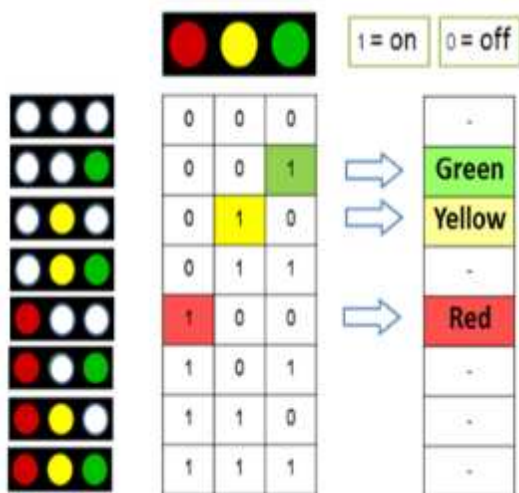 1 = on 0 = off
0 0 0 -
0 0 1 Green
0 1 0 Yellow
0 1 1 -
1 0 0 Red
1 0 1 -
1 1 0 -
1 1 1 -